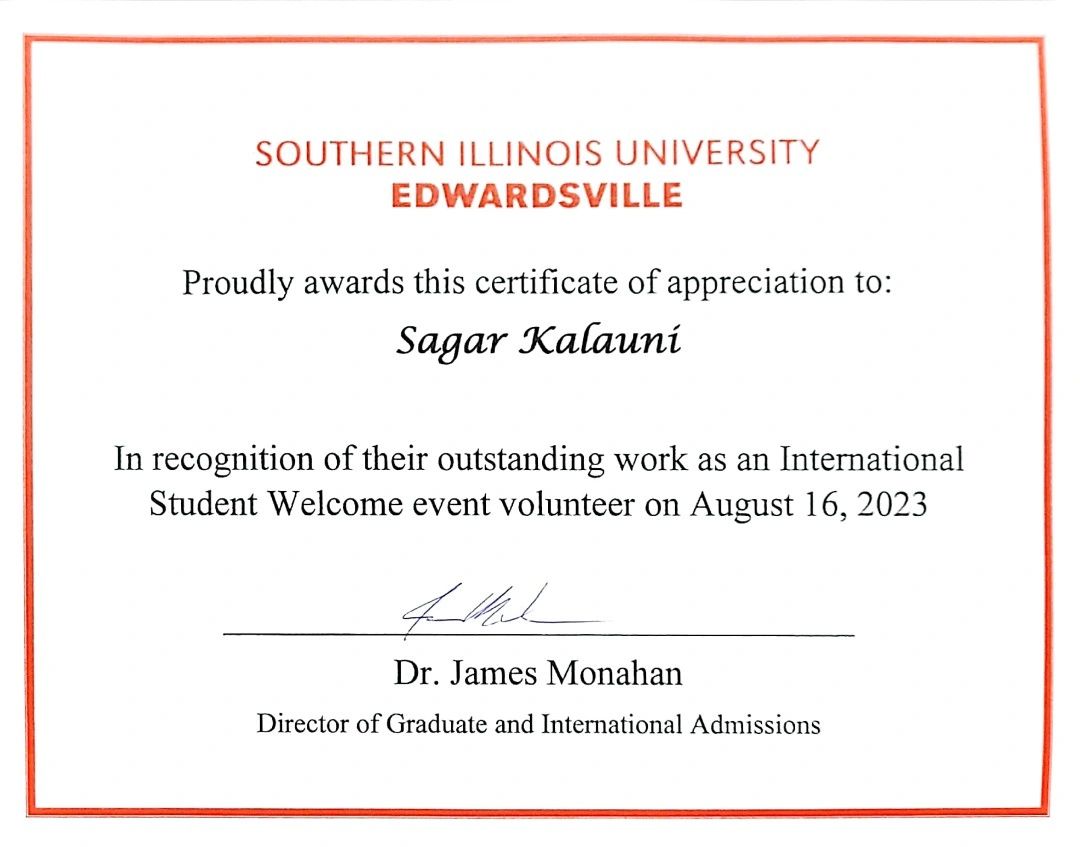 SOUTHERN ILLINOIS UNIVERSITY
EDWARDSVILLE
Proudly awards this certificate of appreciation to:
Sagar Kalauni
In recognition of their outstanding work as an International
Student Welcome event volunteer on August 16, 2023
Dr. James Monahan
Director of Graduate and International Admissions